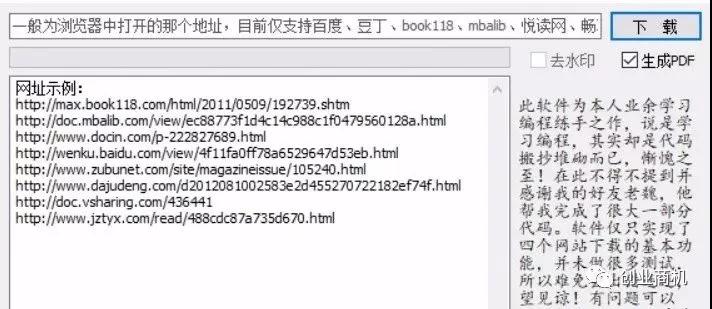 一般为浏览器中打开的那个地址，目前仅支持百度、豆丁、book118、mbalib、悦读网、畅
下 载
去水印
生成PDF
网址示例：
http://max.book118.com/html/2011/0509/192739.shtm
http://doc.mbalib.com/view/ec88773f1d4c14c988c1f0479560128a.html
http://www.docin.com/p-222827689.html
http://wenku.baidu.com/view/4f11fa0ff78a6529647d53eb.html
http://www.zubunet.com/site/magazineissue/105240.html
http://www.dajudeng.com/d2012081002583e2d455270722182ef74f.html
http://doc.vsharing.com/436441
http://www.jztyx.com/read/488cdc87a735d670.html
此软件为本人业余学习
编程练手之作，说是学
习编程，其实却是代码
搬抄堆砌而已，惭愧之
至！在此不得不提到并
感谢我的好友老魏，他
帮我完成了很大一部分
代码。软件仅只实现了
四个网站下载的基本功
能，并未做很多测试，
所以难免
望见谅！有问题可以
创业商机